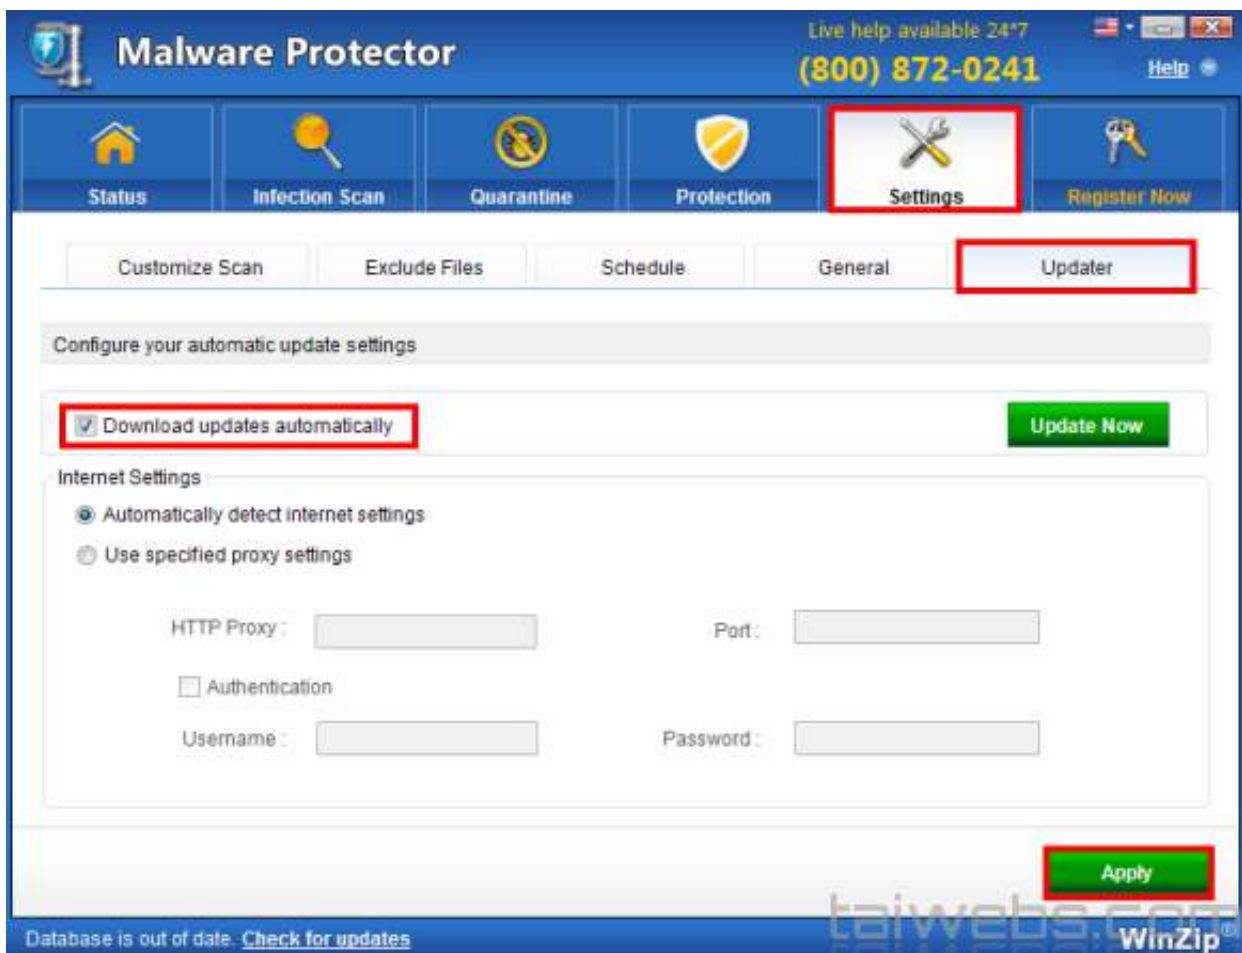 Malware Protector
Live help available 24*7
(800) 872-0241
Help
Status
Infection Scan
Quarantine
Protection
Settings
Register Now
Customize Scan
Exclude Files
Schedule
General
Updater
Configure your automatic update settings
Download updates automatically
Update Now
Internet Settings
Automatically detect internet settings
Use specified proxy settings
HTTP Proxy :
Port :
Authentication
Username :
Password :
Apply
taiwebs.com
Database is out of date. Check for updates
WinZip®